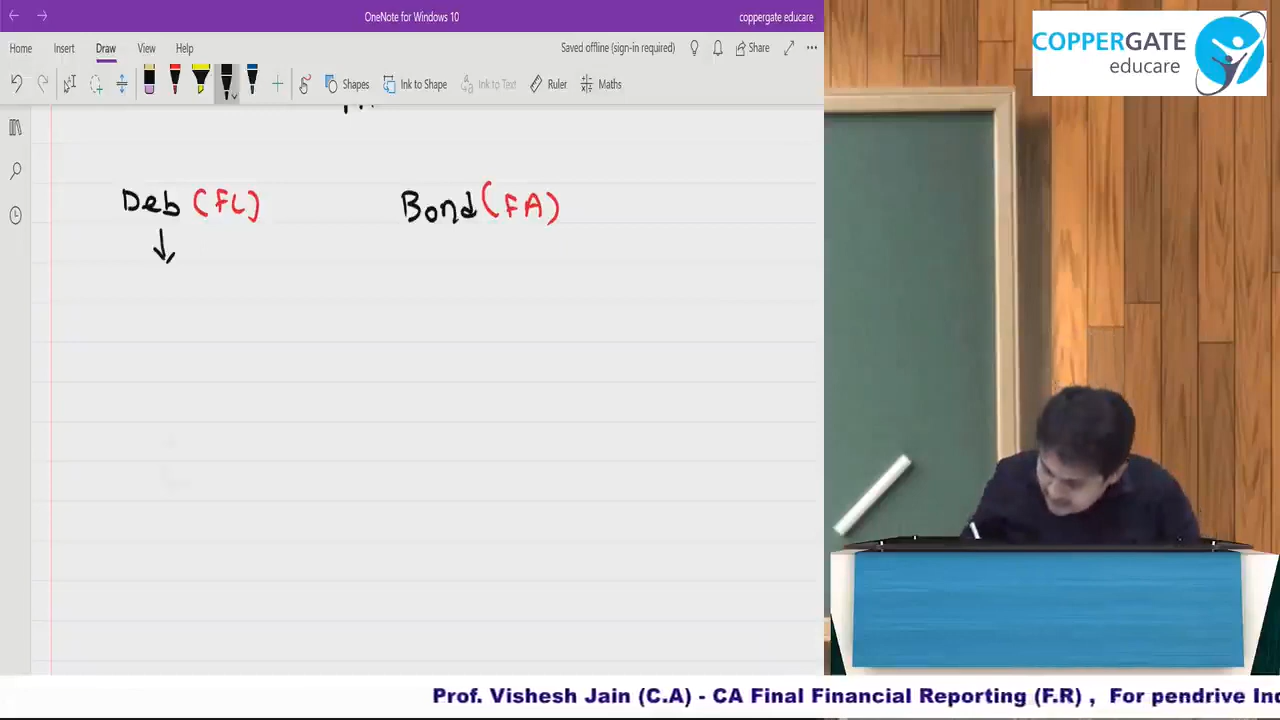 OneNote for Windows 10
coppergate educare
Home Insert Draw View Help
Saved offline (sign-in required)
Share
Shapes Ink to Shape Ink to Text Ruler Maths
Deb (FL)
Bond (FA)
COPPERGATE
educare
Prof. Vishesh Jain (C.A) - CA Final Financial Reporting (F.R) , For pendrive Ind